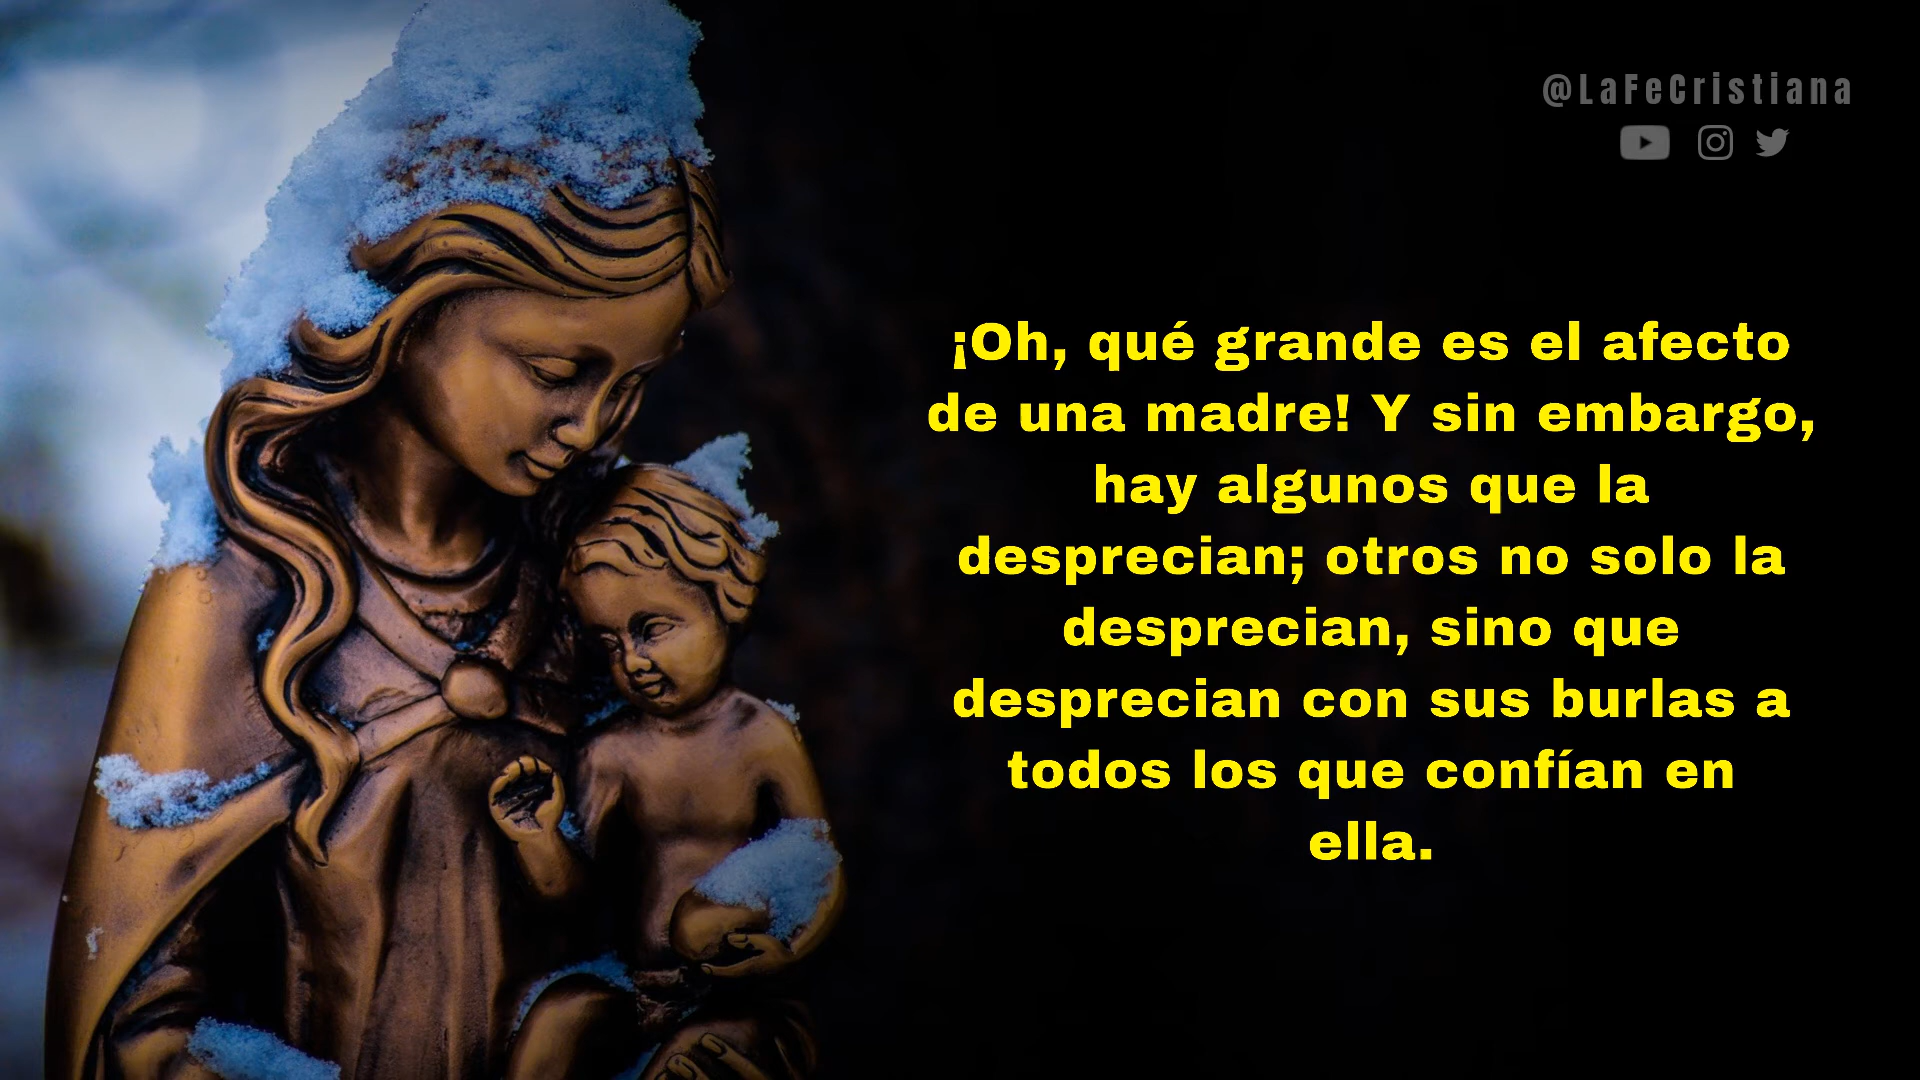 @LaFeCristiana
¡Oh, qué grande es el afecto
de una madre! Y sin embargo,
hay algunos que la
desprecian; otros no solo la
desprecian, sino que
desprecian con sus burlas a
todos los que confían en
ella.